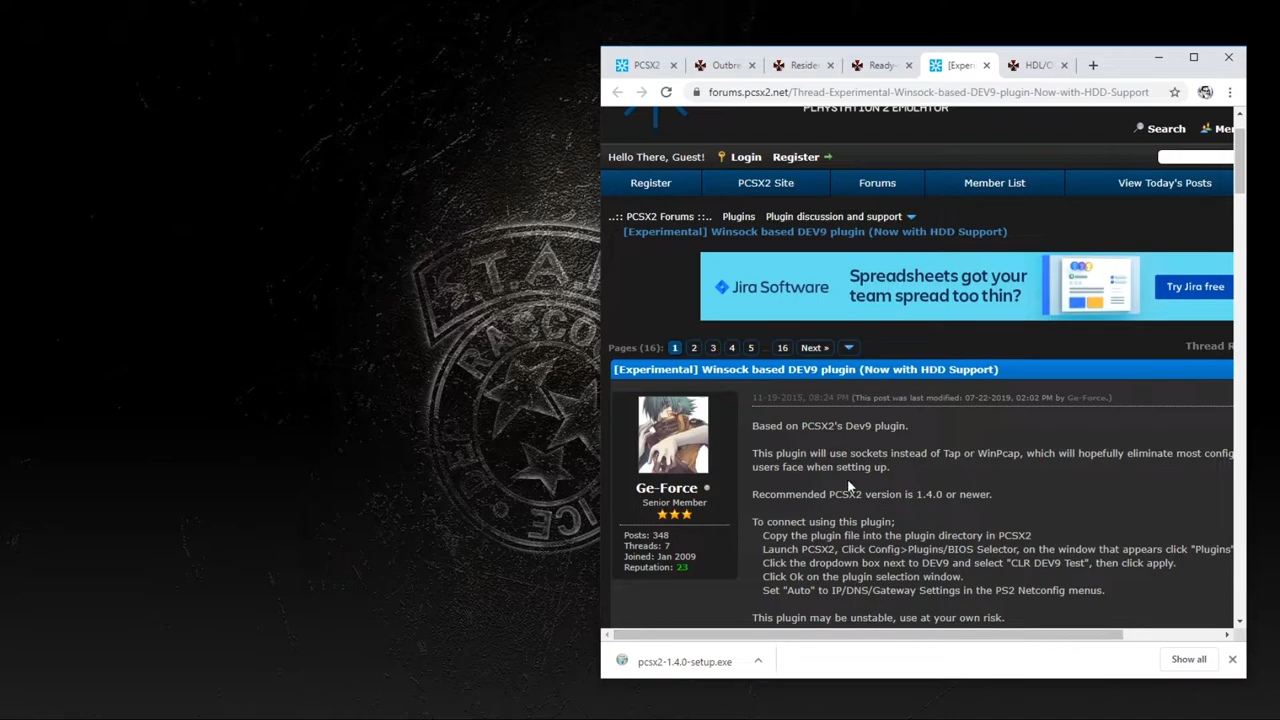 PCSX2
Outbre
Reside
Ready-
[Exper
HDL/O
forums.pcsx2.net/Thread-Experimental-Winsock-based-DEV9-plugin-Now-with-HDD-Support
PLAYSTATION 2 EMULATOR
Search
Mem
Hello There, Guest!
Login
Register
Register
PCSX2 Site
Forums
Member List
View Today's Posts
..:: PCSX2 Forums ::..
Plugins
Plugin discussion and support
[Experimental] Winsock based DEV9 plugin (Now with HDD Support)
Jira Software
Spreadsheets got your
team spread too thin?
Try Jira free
Pages (16):
1
2
3
4
5
...
16
Next »
Thread R
[Experimental] Winsock based DEV9 plugin (Now with HDD Support)
11-19-2015, 08:24 PM (This post was last modified: 07-22-2019, 02:02 PM by Ge-Force.)
Based on PCSX2's Dev9 plugin.
This plugin will use sockets instead of Tap or WinPcap, which will hopefully eliminate most config
users face when setting up.
Recommended PCSX2 version is 1.4.0 or newer.
To connect using this plugin;
Copy the plugin file into the plugin directory in PCSX2
Launch PCSX2, Click Config>Plugins/BIOS Selector, on the window that appears click "Plugins"
Click the dropdown box next to DEV9 and select "CLR DEV9 Test", then click apply.
Click Ok on the plugin selection window.
Set "Auto" to IP/DNS/Gateway Settings in the PS2 Netconfig menus.
This plugin may be unstable, use at your own risk.
Ge-Force
Senior Member
Posts: 348
Threads: 7
Joined: Jan 2009
Reputation: 23
pcsx2-1.4.0-setup.exe
Show all